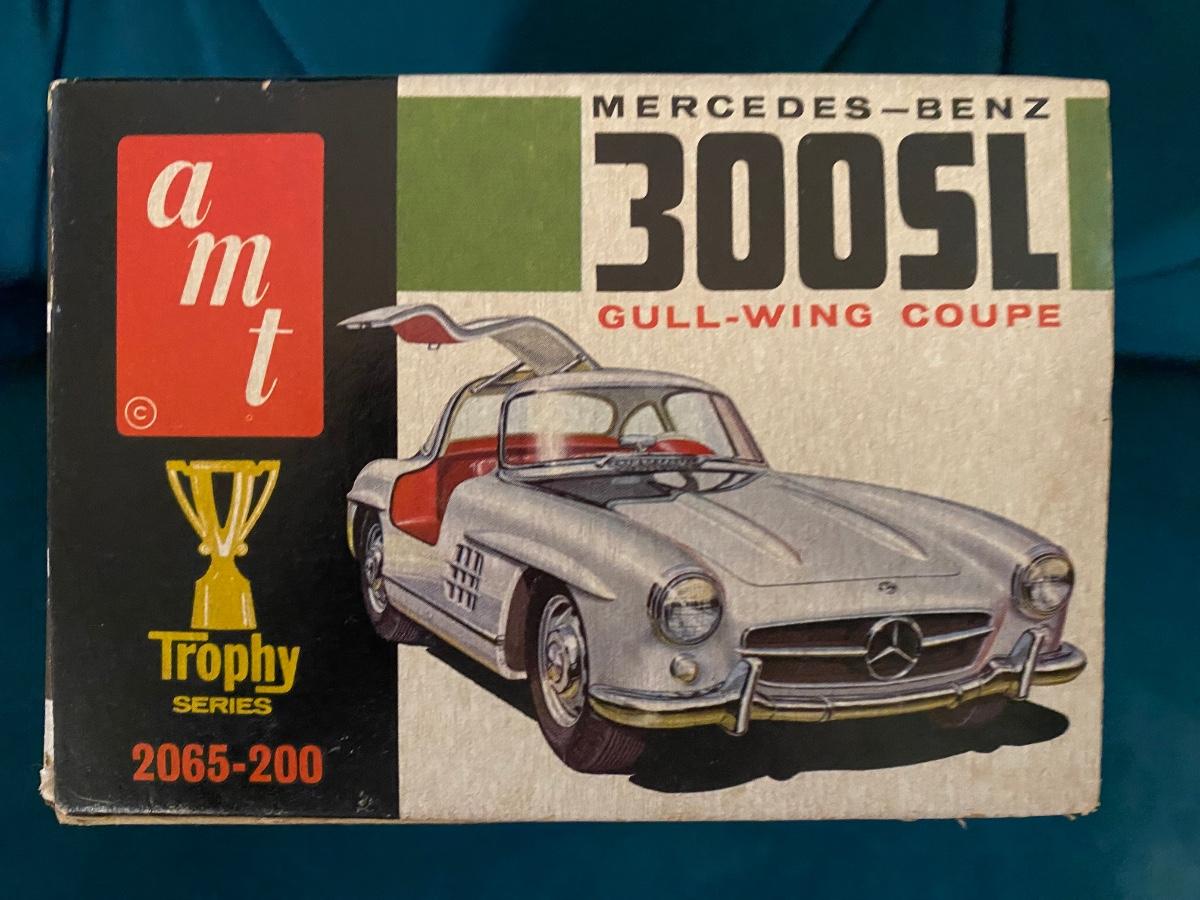 amt
©
Trophy
SERIES
2065-200
MERCEDES-BENZ
300SL
GULL-WING COUPE